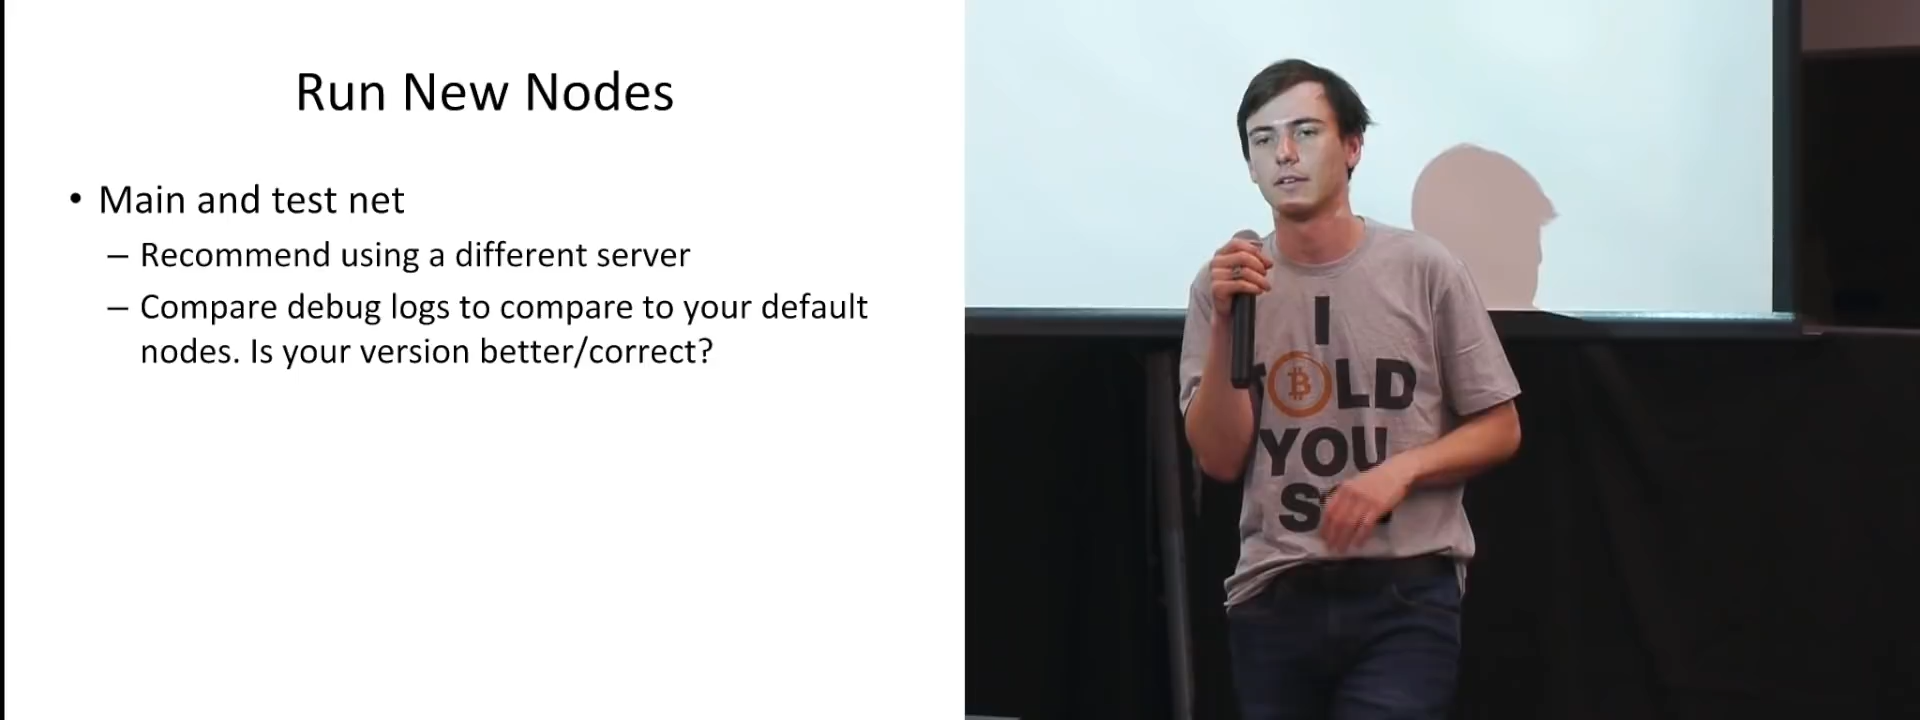 Run New Nodes
• Main and test net
– Recommend using a different server
– Compare debug logs to compare to your default
nodes. Is your version better/correct?
I
TOLD
YOU